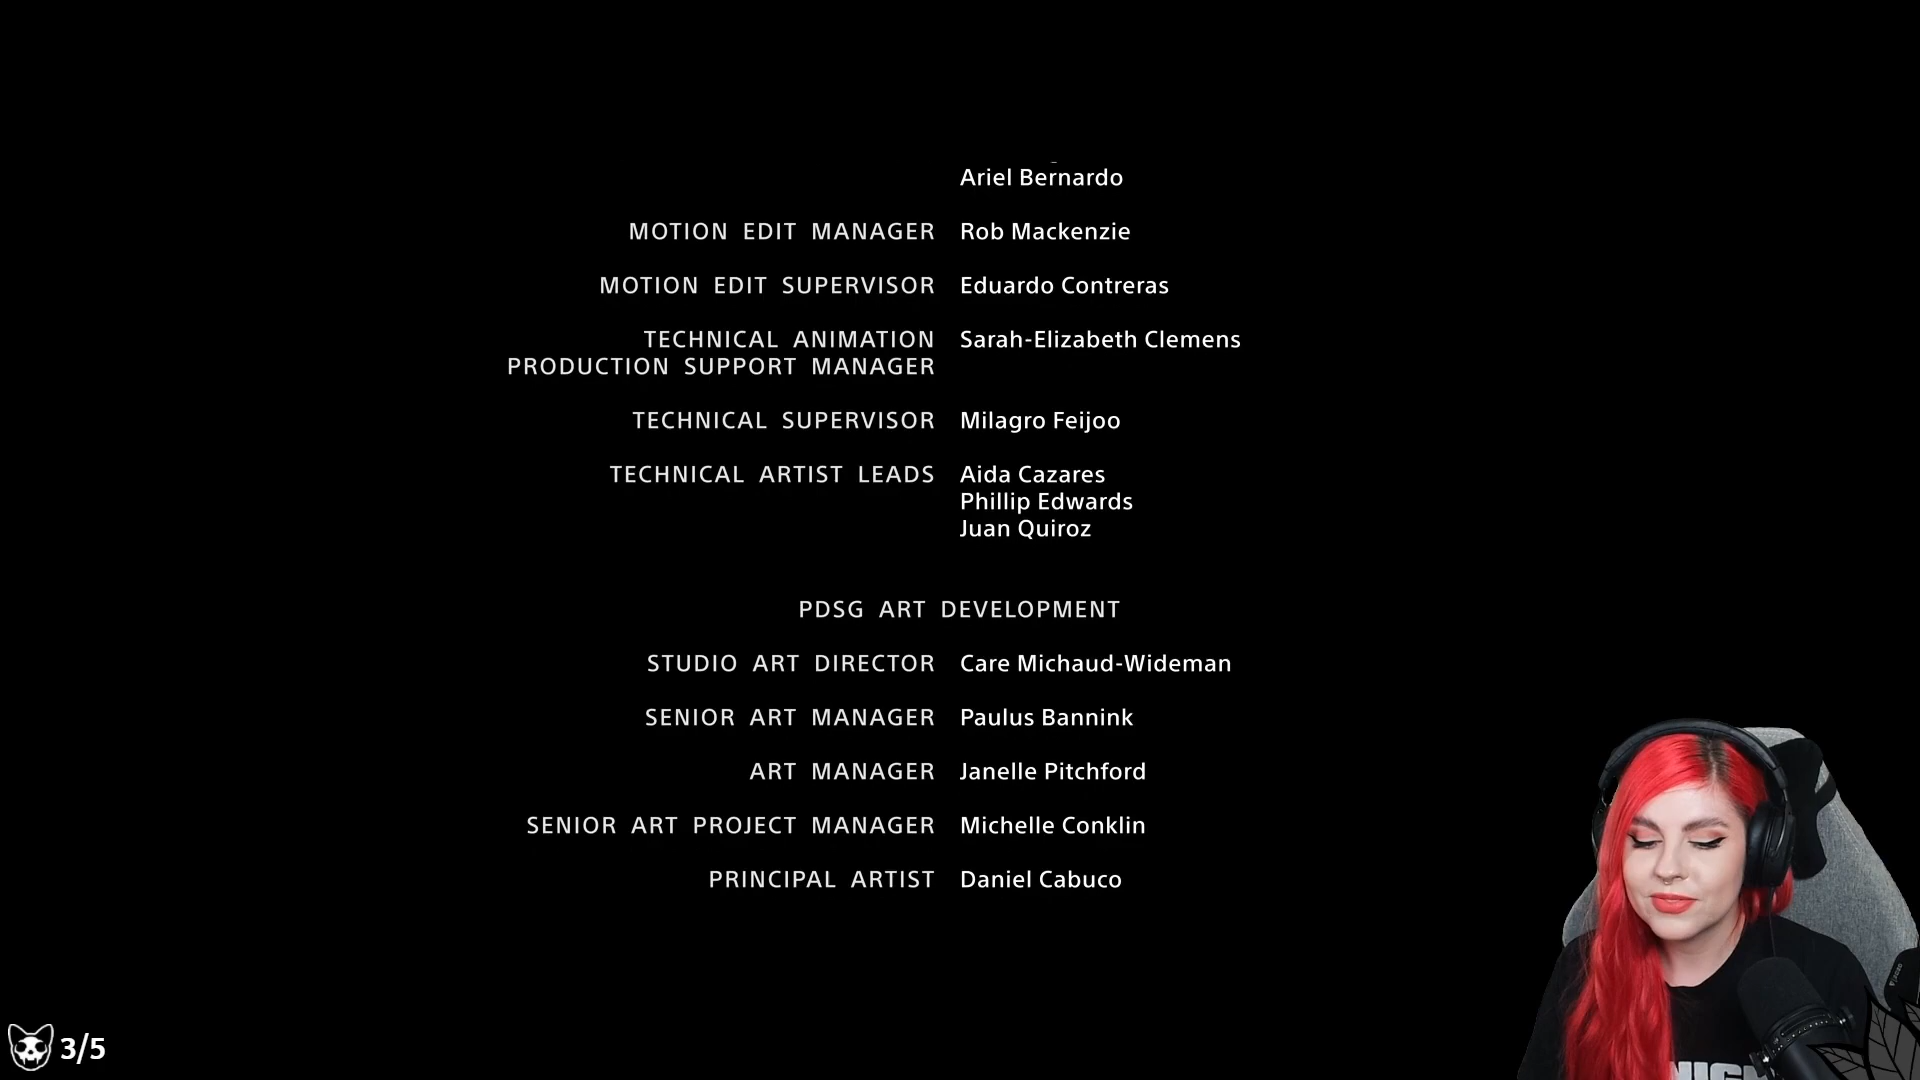 Ariel Bernardo
MOTION EDIT MANAGER Rob Mackenzie
MOTION EDIT SUPERVISOR Eduardo Contreras
TECHNICAL ANIMATION Sarah-Elizabeth Clemens
PRODUCTION SUPPORT MANAGER
TECHNICAL SUPERVISOR Milagro Feijoo
TECHNICAL ARTIST LEADS Aida Cazares
Phillip Edwards
Juan Quiroz
PDSG ART DEVELOPMENT
STUDIO ART DIRECTOR Care Michaud-Wideman
SENIOR ART MANAGER Paulus Bannink
ART MANAGER Janelle Pitchford
SENIOR ART PROJECT MANAGER Michelle Conklin
PRINCIPAL ARTIST Daniel Cabuco
3/5